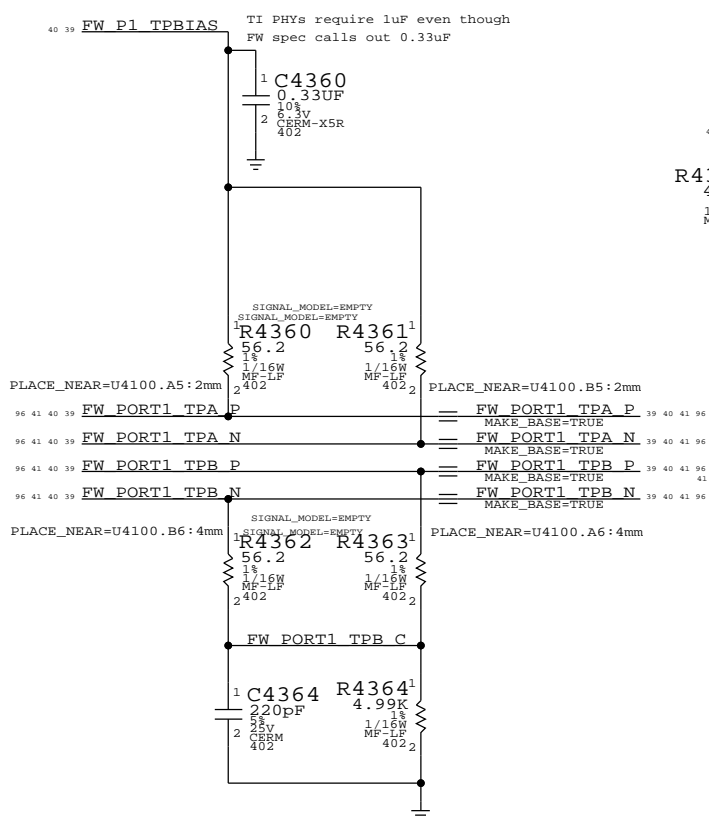 TI PHYs require 1uF even though
40 39 FW_P1_TPBIAS
FW spec calls out 0.33uF
1 C4360
0.33UF
10%
6.3V
2 CERM-X5R
402
R43
SIGNAL_MODEL=EMPTY
SIGNAL_MODEL=EMPTY
1 R4360 R4361 1
56.2 56.2
1% 1%
1/16W 1/16W
MF-LF MF-LF
2 402 402 2
PLACE_NEAR=U4100.A5:2mm PLACE_NEAR=U4100.B5:2mm
96 41 40 39 FW_PORT1_TPA_P FW_PORT1_TPA_P 39 40 41 96
MAKE_BASE=TRUE
96 41 40 39 FW_PORT1_TPA_N FW_PORT1_TPA_N 39 40 41 96
MAKE_BASE=TRUE
96 41 40 39 FW_PORT1_TPB_P FW_PORT1_TPB_P 39 40 41 96
MAKE_BASE=TRUE 41
96 41 40 39 FW_PORT1_TPB_N FW_PORT1_TPB_N 39 40 41 96
MAKE_BASE=TRUE
SIGNAL_MODEL=EMPTY
PLACE_NEAR=U4100.B6:4mm SIGNAL_MODEL=EMPTY PLACE_NEAR=U4100.A6:4mm
1 R4362 R4363 1
56.2 56.2
1% 1%
1/16W 1/16W
MF-LF MF-LF
2 402 402 2
FW_PORT1_TPB_C
1 C4364 R4364 1
220pF 4.99K
5% 1%
25V 1/16W
2 CERM MF-LF
402 402 2